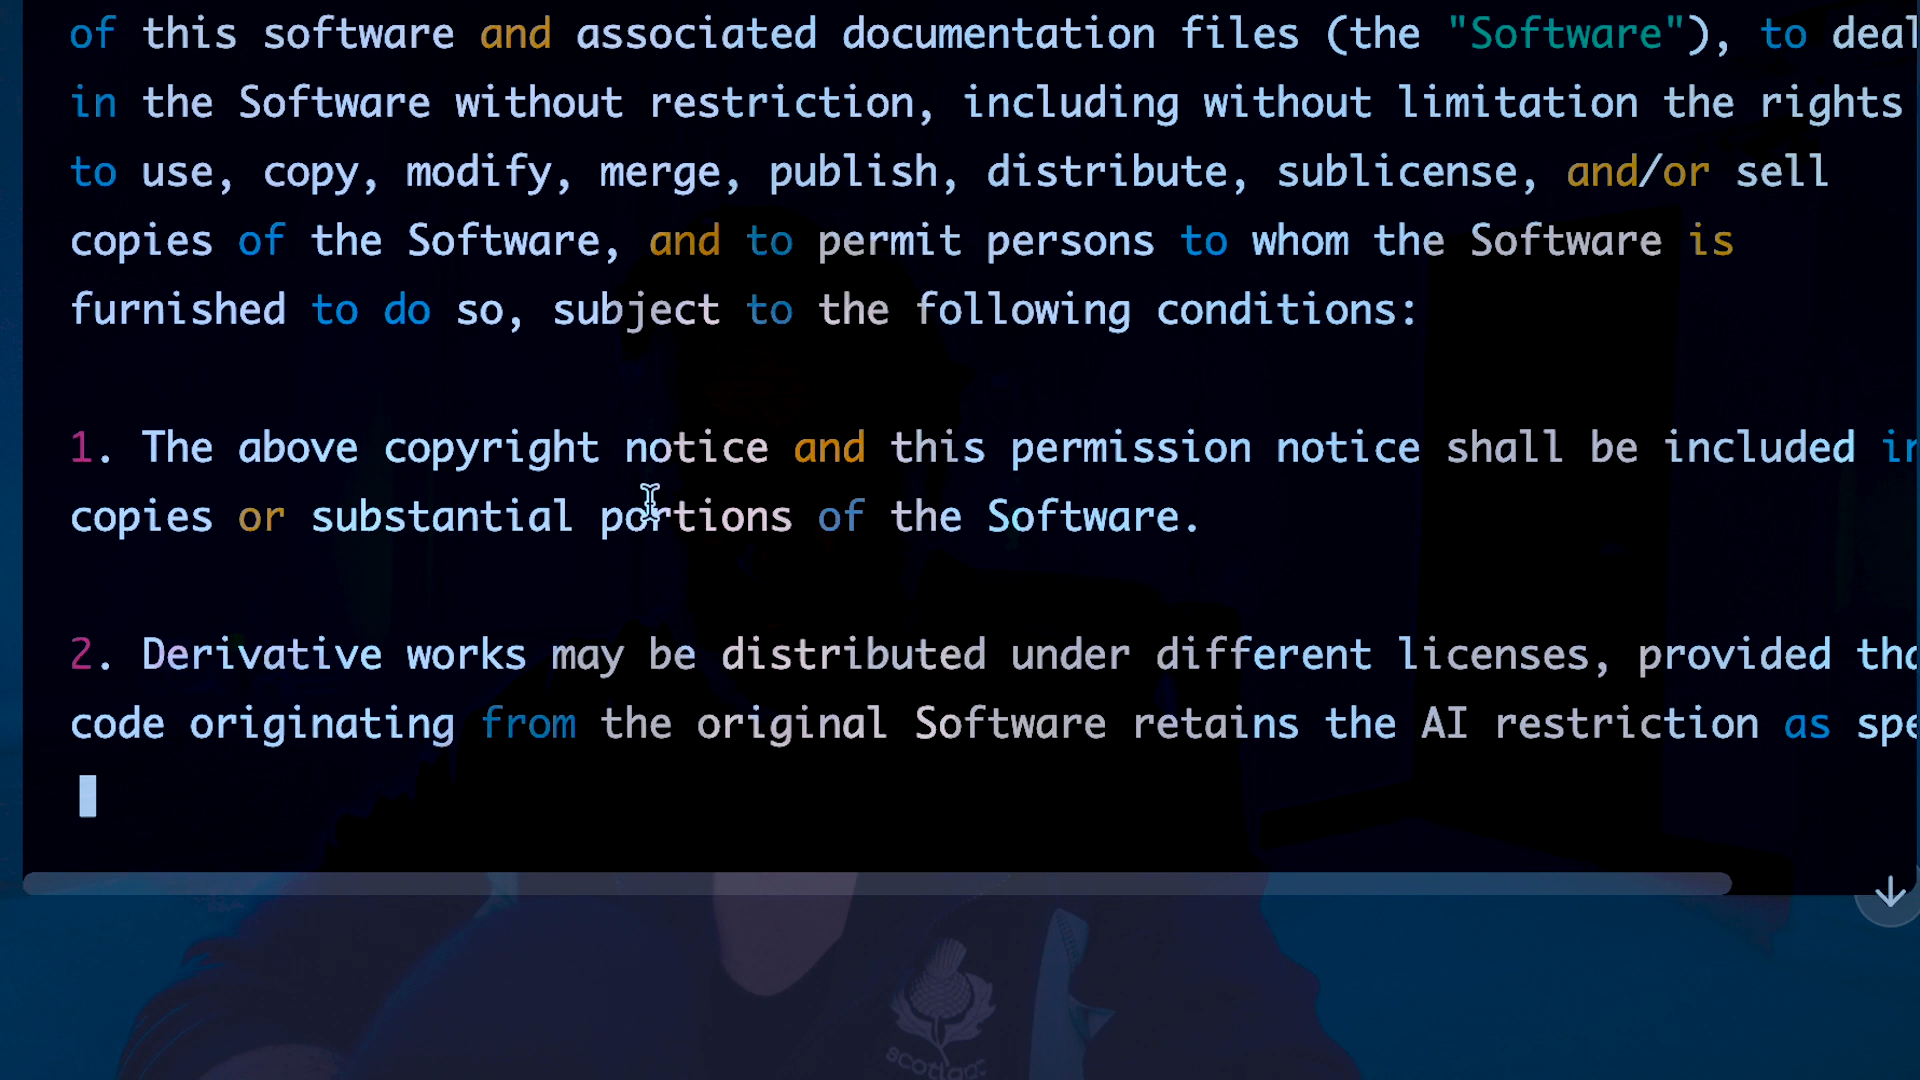 of this software and associated documentation files (the "Software"), to deal
in the Software without restriction, including without limitation the rights
to use, copy, modify, merge, publish, distribute, sublicense, and/or sell
copies of the Software, and to permit persons to whom the Software is
furnished to do so, subject to the following conditions:
1. The above copyright notice and this permission notice shall be included in
copies or substantial portions of the Software.
2. Derivative works may be distributed under different licenses, provided
code originating from the original Software retains the AI restriction as
scotland